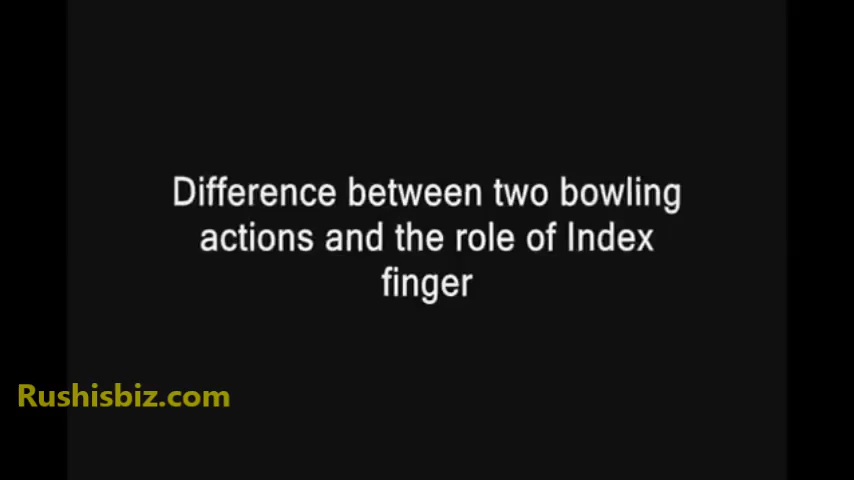 Difference between two bowling
actions and the role of Index
finger
Rushisbiz.com